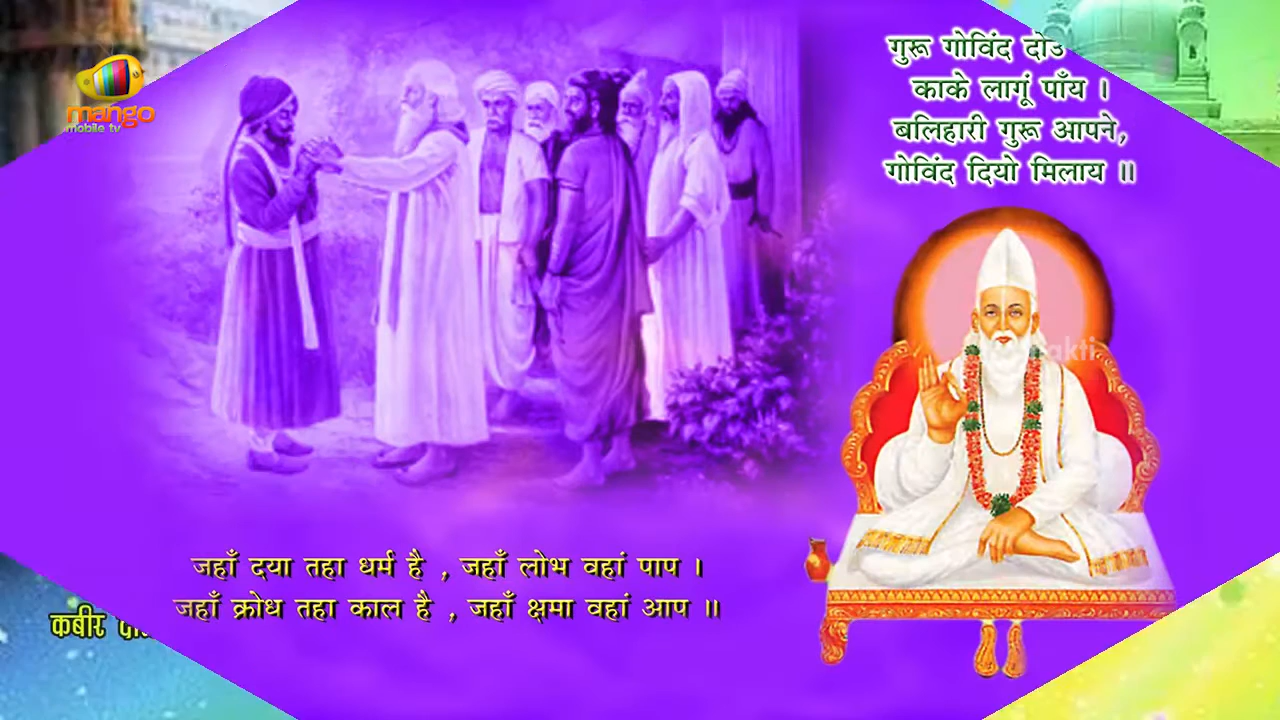 mango
mobile tv
गुरू गोविंद
काके लागूं पाँय ।
बलिहारी गुरू आपने,
गोविंद दियो मिलाय ॥
जहाँ दया तहा धर्म है , जहाँ लोभ वहां पाप ।
जहाँ क्रोध तहा काल है , जहाँ क्षमा वहां आप ॥
कबीर